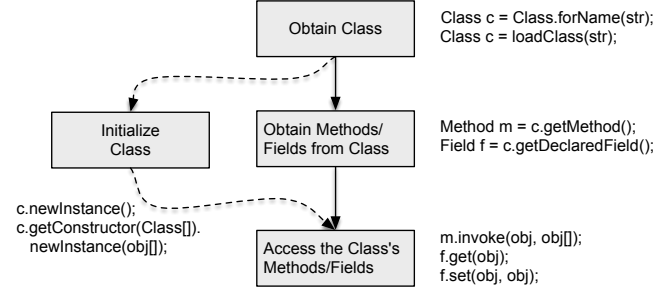 Obtain Class
Class c = Class.forName(str);
Class c = loadClass(str);
Initialize
Class
Obtain Methods/
Fields from Class
Method m = c.getMethod();
Field f = c.getDeclaredField();
c.newInstance();
c.getConstructor(Class[]).
newInstance(obj[]);
Access the Class's
Methods/Fields
m.invoke(obj, obj[]);
f.get(obj);
f.set(obj, obj);